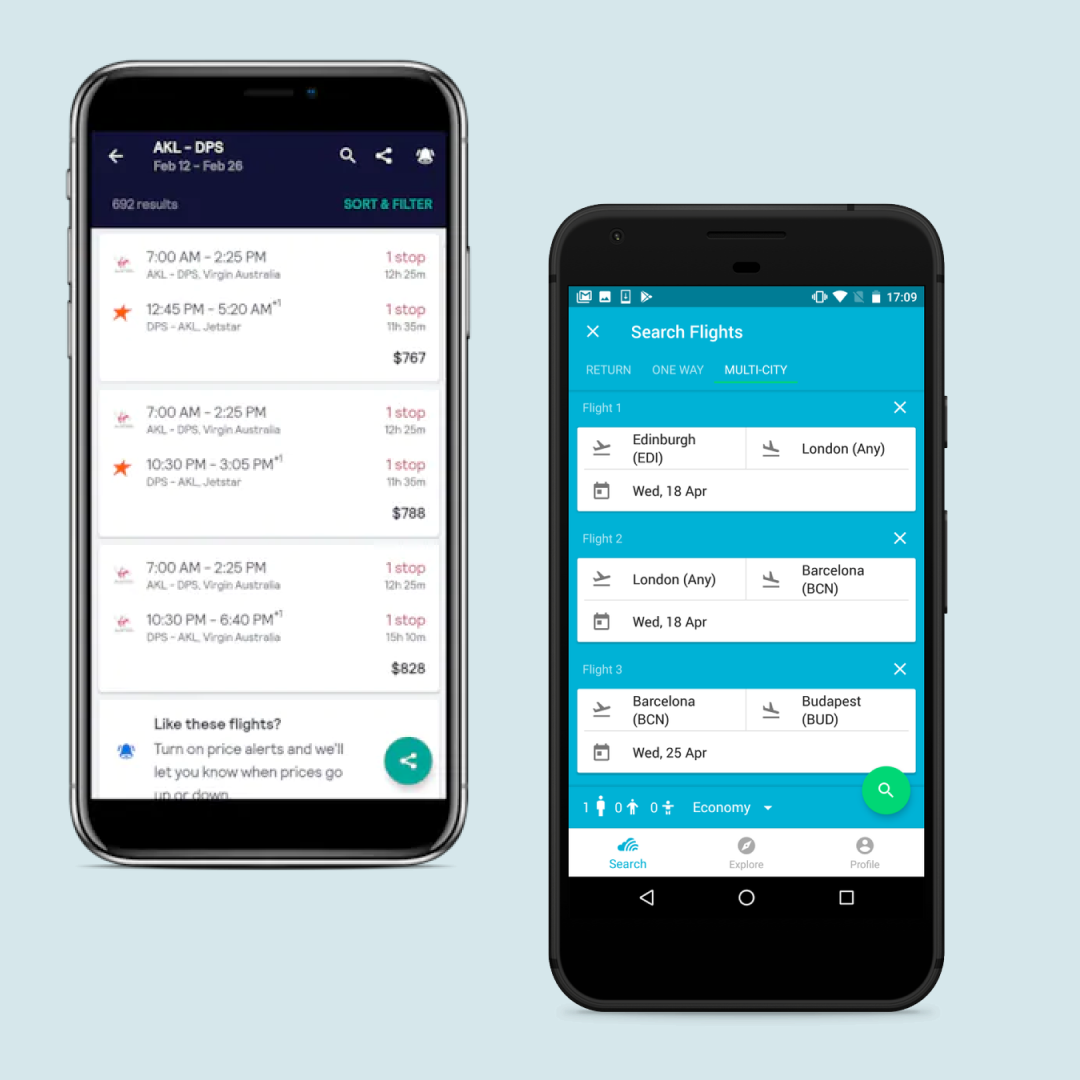 AKL – DPS
Feb 12 – Feb 26
692 results
SORT & FILTER
7:00 AM – 2:25 PM
1 stop
AKL – DPS, Virgin Australia
12h 25m
12:45 PM – 5:20 AM+1
1 stop
DPS – AKL, Jetstar
11h 35m
$767
7:00 AM – 2:25 PM
1 stop
AKL – DPS, Virgin Australia
12h 25m
10:30 PM – 3:05 PM+1
1 stop
DPS – AKL, Jetstar
11h 35m
$788
7:00 AM – 2:25 PM
1 stop
AKL – DPS, Virgin Australia
12h 25m
10:30 PM – 6:40 PM+1
1 stop
DPS – AKL, Virgin Australia
15h 10m
$828
Like these flights?
Turn on price alerts and we'll
let you know when prices go
up or down.
17:09
Search Flights
RETURN
ONE WAY
MULTI-CITY
Flight 1
Edinburgh
(EDI)
London (Any)
Wed, 18 Apr
Flight 2
London (Any)
Barcelona
(BCN)
Wed, 18 Apr
Flight 3
Barcelona
(BCN)
Budapest
(BUD)
Wed, 25 Apr
1 0 0 Economy
Search
Explore
Profile